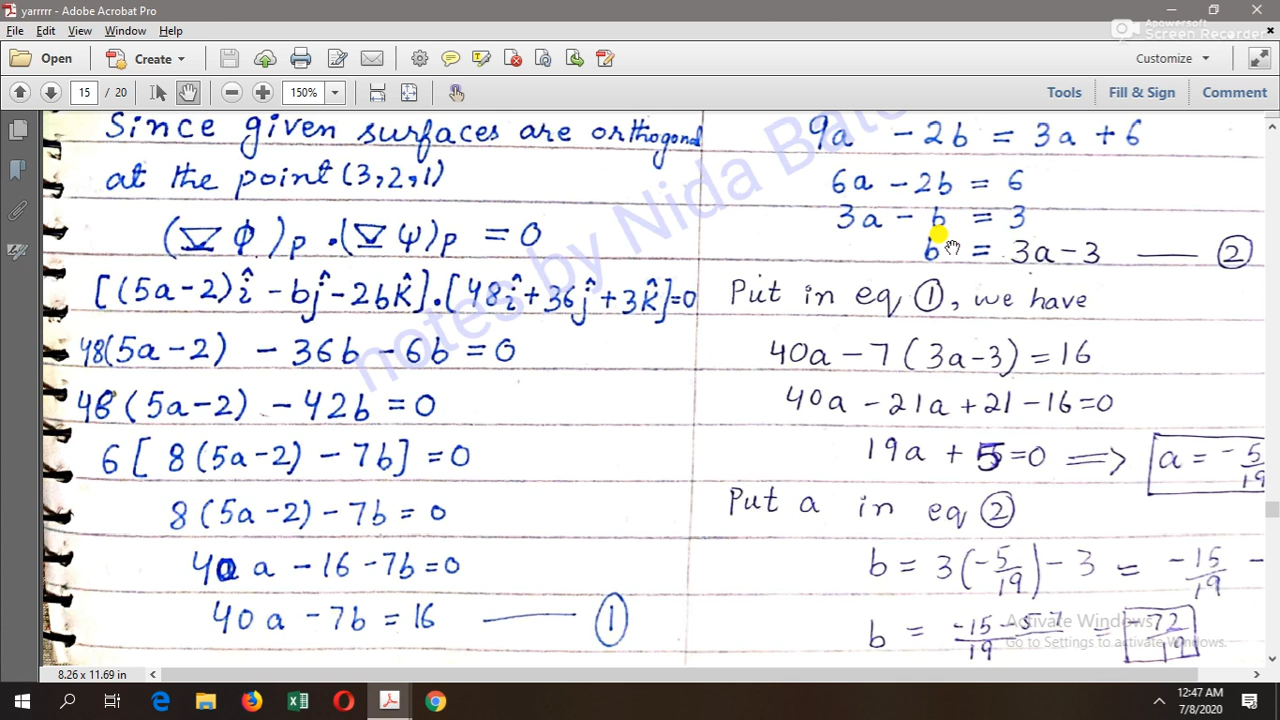 yarrrrr - Adobe Acrobat Pro
Apowersoft
Screen Recorder
File Edit View Window Help
Open Create Customize
15 / 20 150% Tools Fill & Sign Comment
Since given surfaces are orthogonal
at the point (3,2,1)
(∇ φ)p . (∇ ψ)p = 0
[(5a-2)î - bĵ - 2bk̂] . [48î + 36ĵ + 3k̂] = 0
48(5a-2) - 36b - 6b = 0
48(5a-2) - 42b = 0
6[8(5a-2) - 7b] = 0
8(5a-2) - 7b = 0
40a - 16 - 7b = 0
40a - 7b = 16 —— ①
9a - 2b = 3a + 6
6a - 2b = 6
3a - b = 3
b = 3a - 3 —— ②
Put in eq ①, we have
40a - 7(3a-3) = 16
40a - 21a + 21 - 16 = 0
19a + 5 = 0 ⟹ a = -5/19
Put a in eq ②
b = 3(-5/19) - 3 = -15/19 -
b = -15-57/19 = -72/19
notes by Nida
Activate Windows
Go to Settings to activate Windows.
8.26 x 11.69 in
12:47 AM
7/8/2020